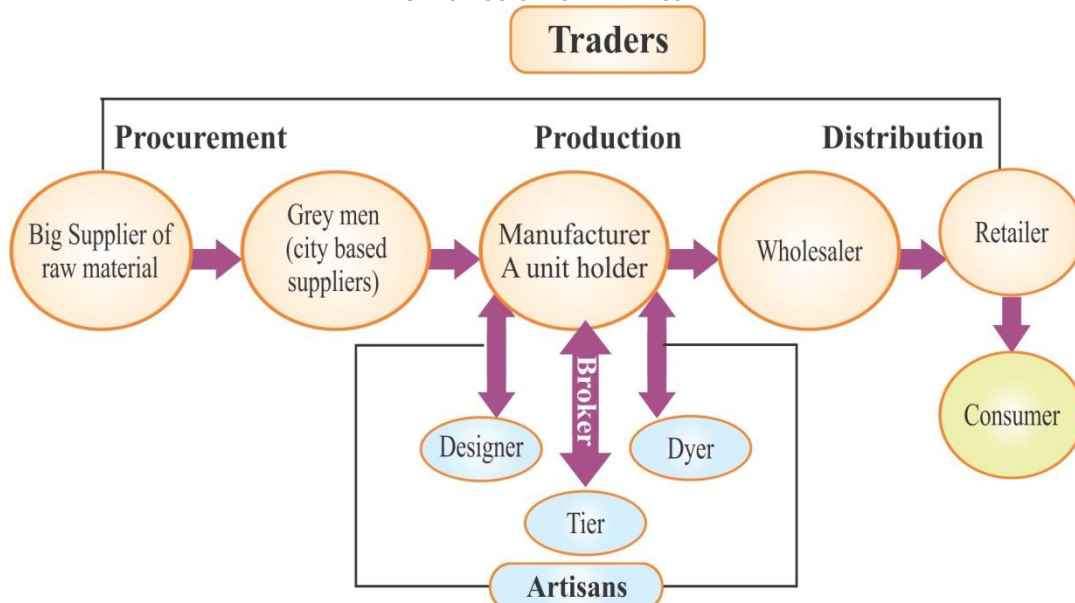 Traders
Procurement
Production
Distribution
Big Supplier of
raw material
Grey men
(city based
suppliers)
Manufacturer
A unit holder
Wholesaler
Retailer
Broker
Designer
Dyer
Consumer
Tier
Artisans